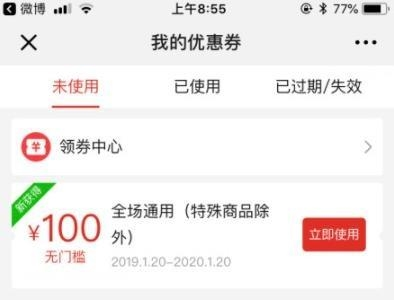 微博 上午8:55 77%
我的优惠券
未使用 已使用 已过期/失效
¥ 领券中心
新获得
¥100
无门槛
全场通用（特殊商品除
外）
2019.1.20-2020.1.20
立即使用